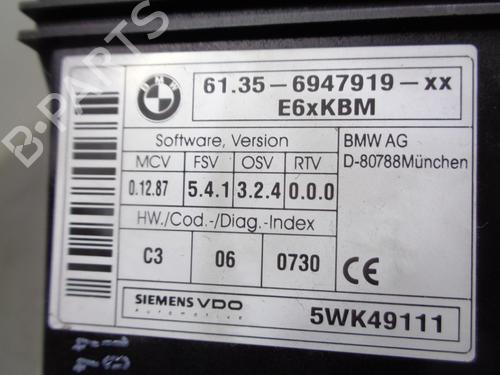 BMW
61.35-6947919-xx
E6xKBM
Software, Version
MCV FSV OSV RTV
0.12.87 5.4.1 3.2.4 0.0.0
HW./Cod.-/Diag.-Index
C3 06 0730
BMW AG
D-80788München
CE
SIEMENS VDO
Automotive
5WK49111
B-PARTS